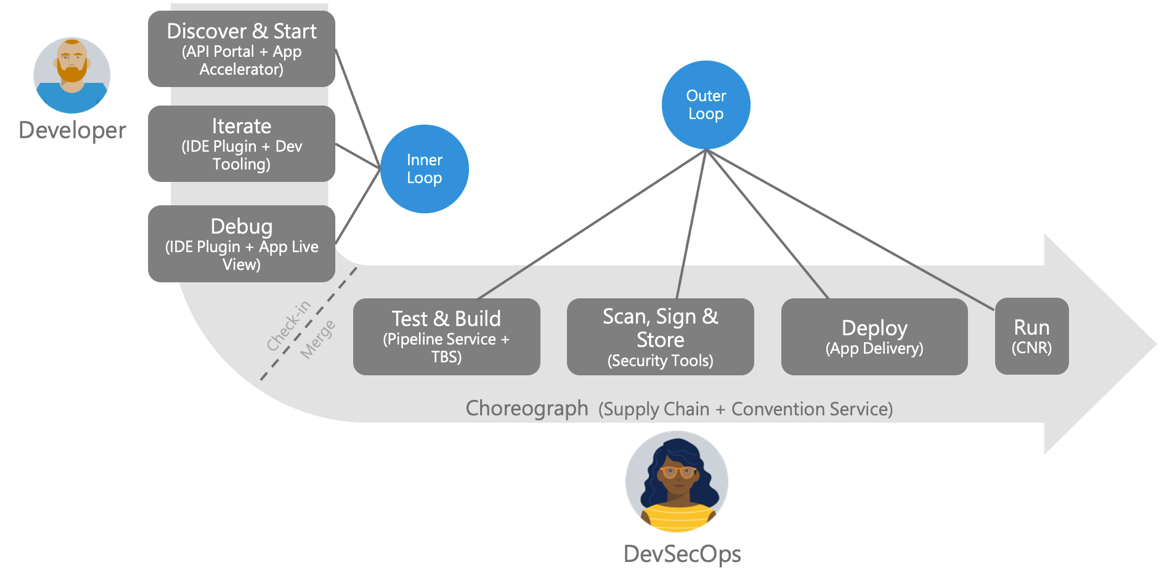 Discover & Start
(API Portal + App
Accelerator)
Developer
Iterate
(IDE Plugin + Dev
Tooling)
Inner
Loop
Debug
(IDE Plugin + App Live
View)
Outer
Loop
Check-in
Merge
Test & Build
(Pipeline Service +
TBS)
Scan, Sign &
Store
(Security Tools)
Deploy
(App Delivery)
Run
(CNR)
Choreograph (Supply Chain + Convention Service)
DevSecOps